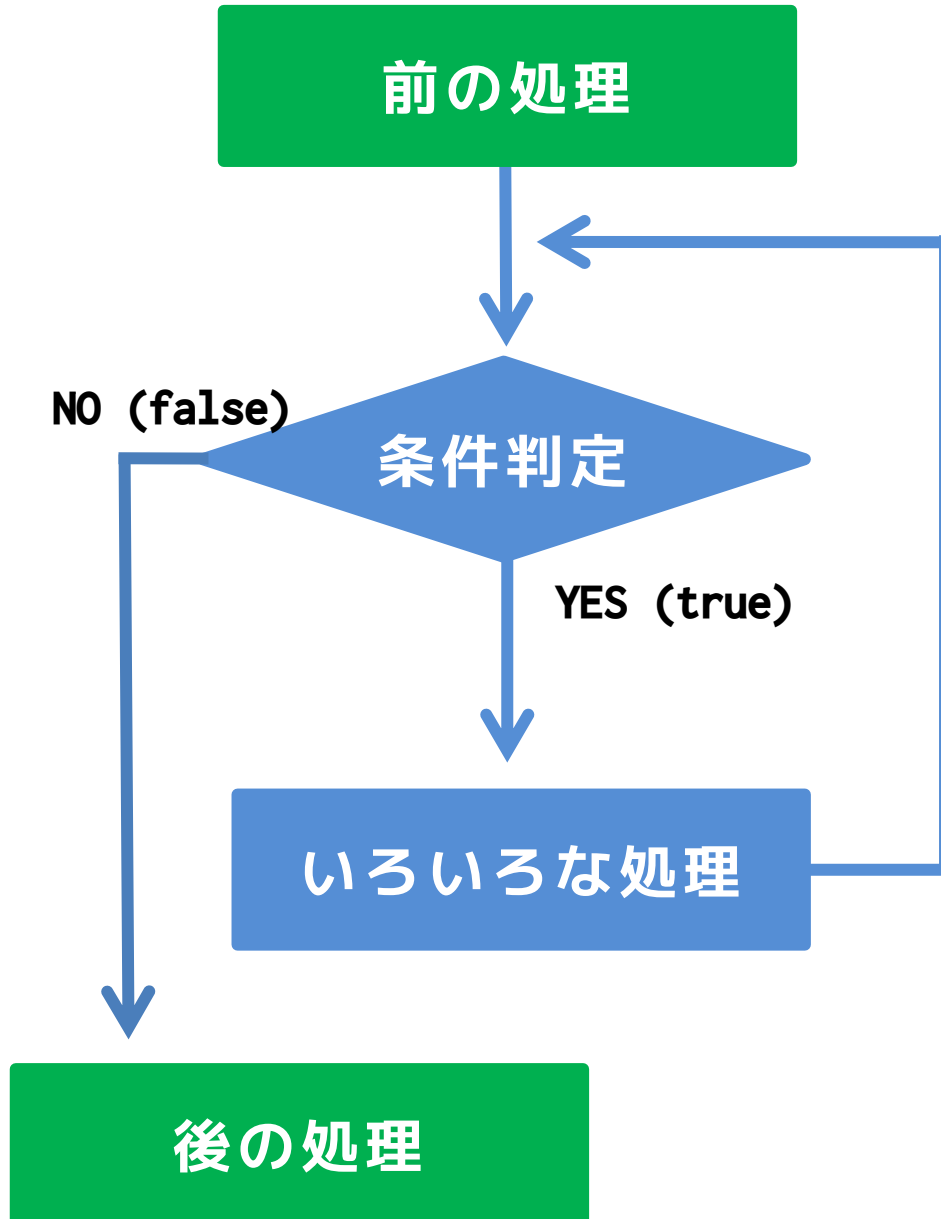 前の処理
NO (false)
条件判定
YES (true)
いろいろな処理
後の処理